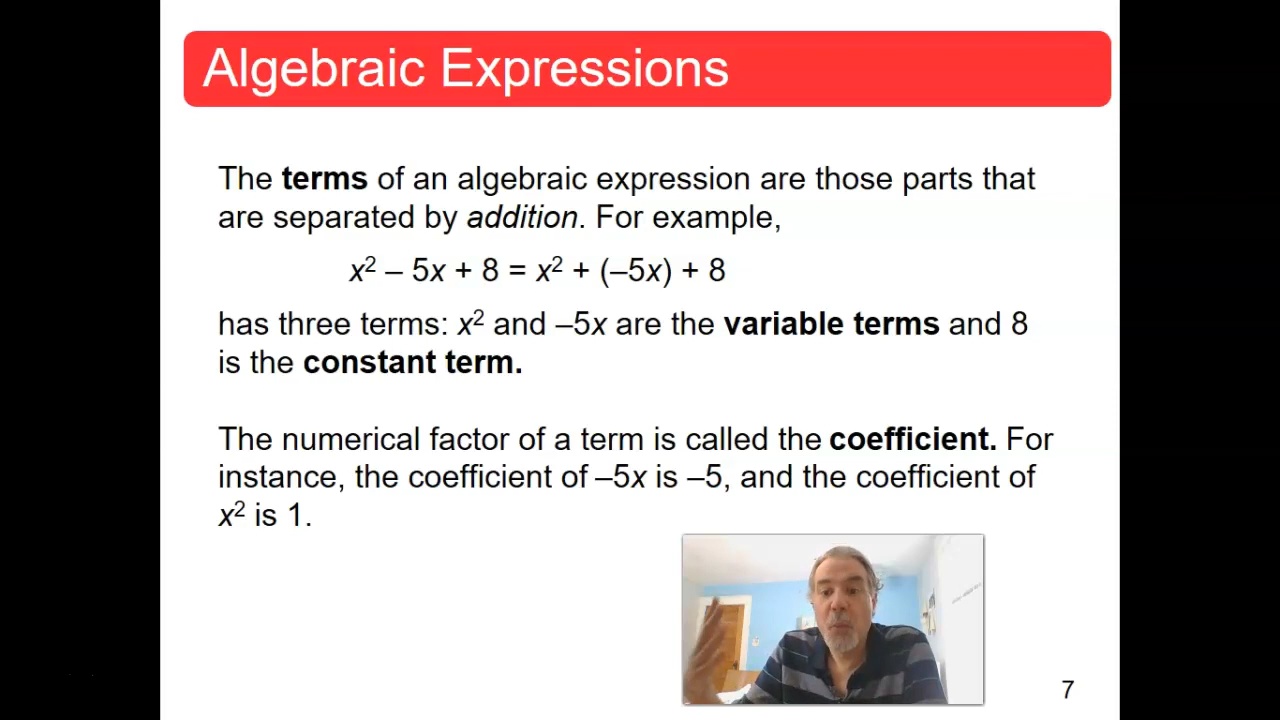 Algebraic Expressions
The terms of an algebraic expression are those parts that
are separated by addition. For example,
x² – 5x + 8 = x² + (–5x) + 8
has three terms: x² and –5x are the variable terms and 8
is the constant term.
The numerical factor of a term is called the coefficient. For
instance, the coefficient of –5x is –5, and the coefficient of
x² is 1.
7